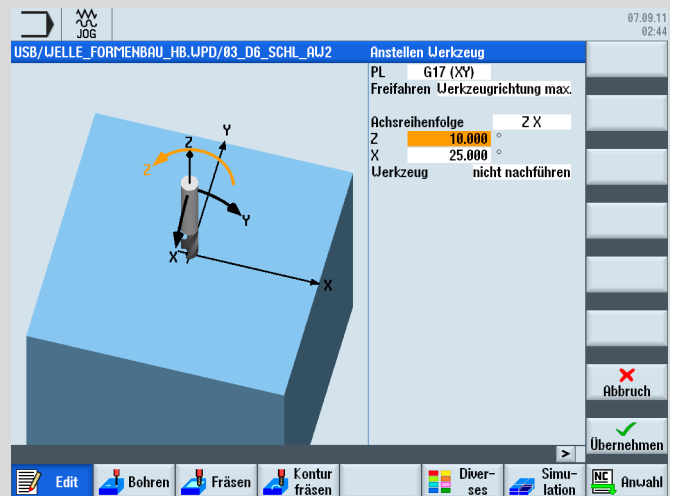 JOG
07.09.11
02:44
USB/WELLE_FORMENBAU_HB.WPD/03_D6_SCHL_AW2
Anstellen Werkzeug
PL G17 (XY)
Freifahren Werkzeugrichtung max.
Achsreihenfolge Z X
Z 10.000 °
X 25.000 °
Werkzeug nicht nachführen
Y
Z
Z
Y
X
X
Abbruch
Übernehmen
>
Edit
Bohren
Fräsen
Kontur
fräsen
Diver-
ses
Simu-
lation
NC
Anwahl